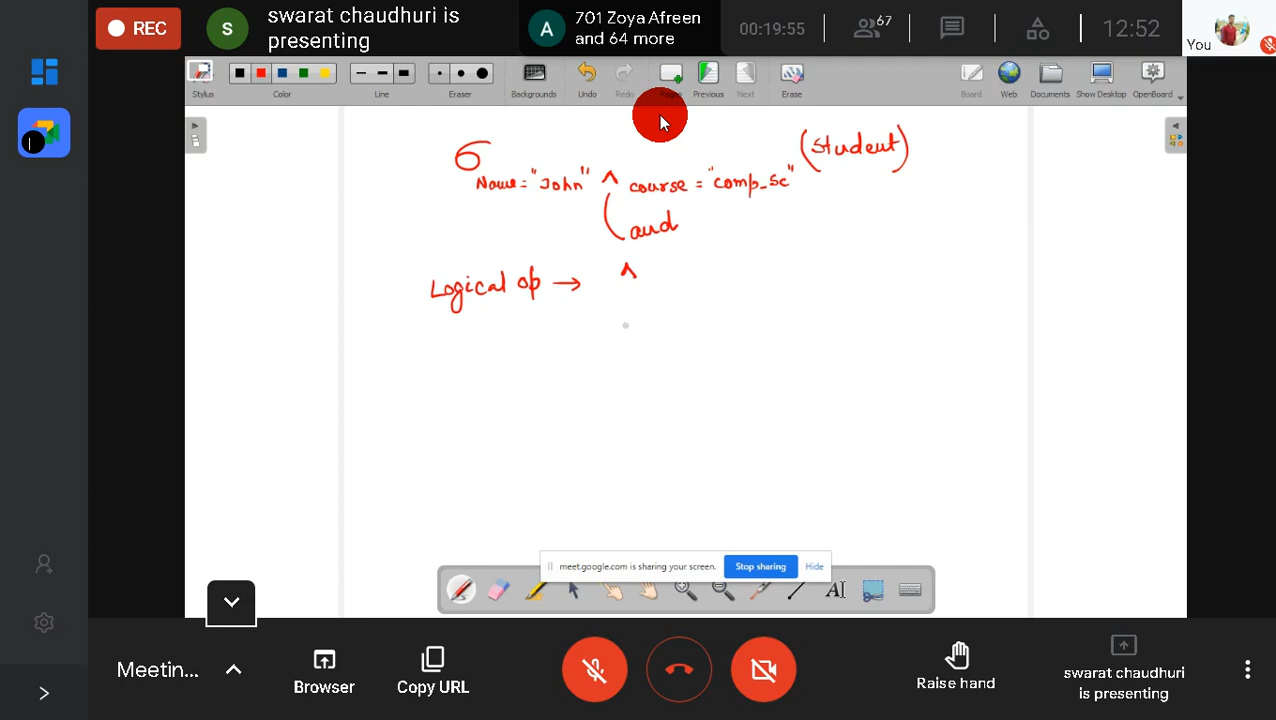 REC
S
swarat chaudhuri is
presenting
A
701 Zoya Afreen
and 64 more
00:19:55
67
12:52
You
Stylus
Color
Line
Eraser
Backgrounds
Undo
Redo
Pages
Previous
Next
Erase
Board
Web
Documents
Show Desktop
OpenBoard
σ Name = "John" ^ course = "comp_Sc" (student)
and
Logical op → ^
meet.google.com is sharing your screen.
Stop sharing
Hide
AI
Meetin...
Browser
Copy URL
Raise hand
swarat chaudhuri
is presenting